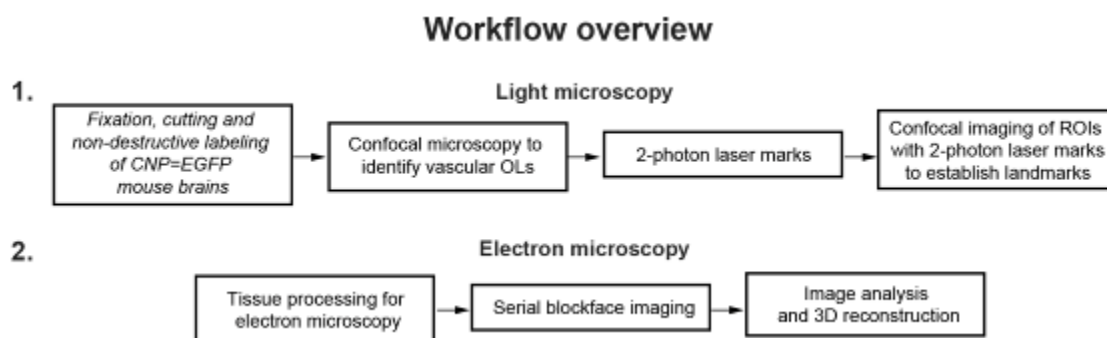 Workflow overview
1.
Light microscopy
Fixation, cutting and
non-destructive labeling
of CNP=EGFP
mouse brains
Confocal microscopy to
identify vascular OLs
2-photon laser marks
Confocal imaging of ROIs
with 2-photon laser marks
to establish landmarks
2.
Electron microscopy
Tissue processing for
electron microscopy
Serial blockface imaging
Image analysis
and 3D reconstruction